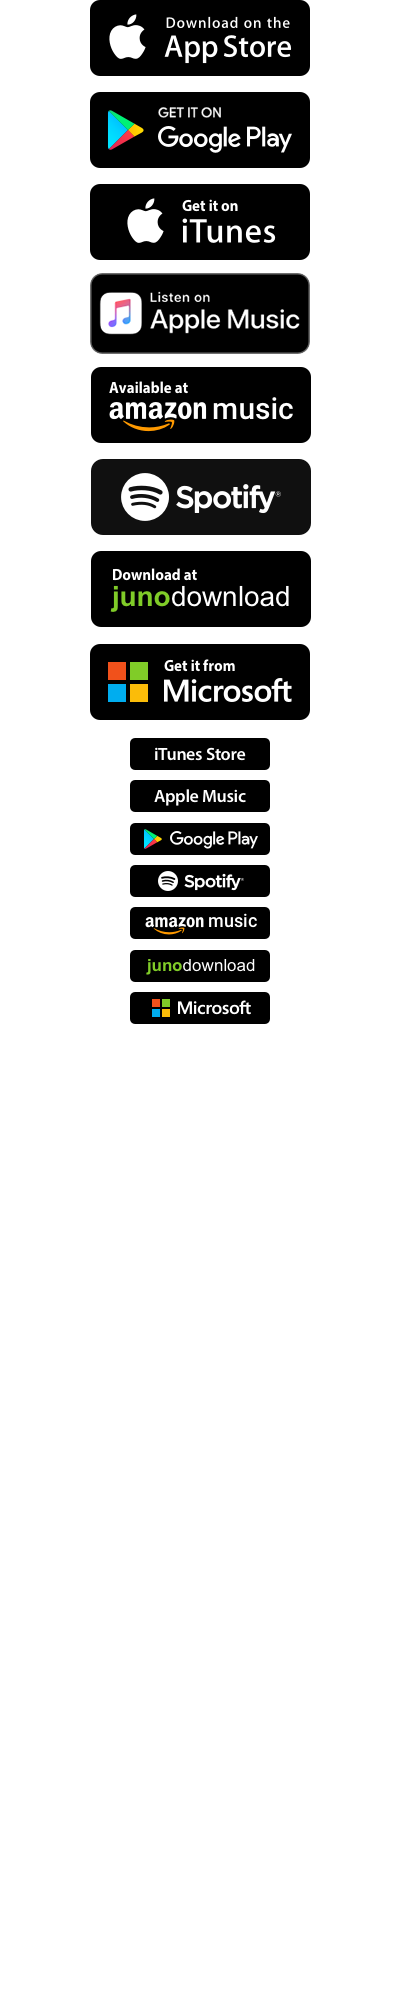 Download on the
App Store
GET IT ON
Google Play
Get it on
iTunes
Listen on
Apple Music
Available at
amazon music
Spotify®
Download at
junodownload
Get it from
Microsoft
iTunes Store
Apple Music
Google Play
Spotify®
amazon music
junodownload
Microsoft